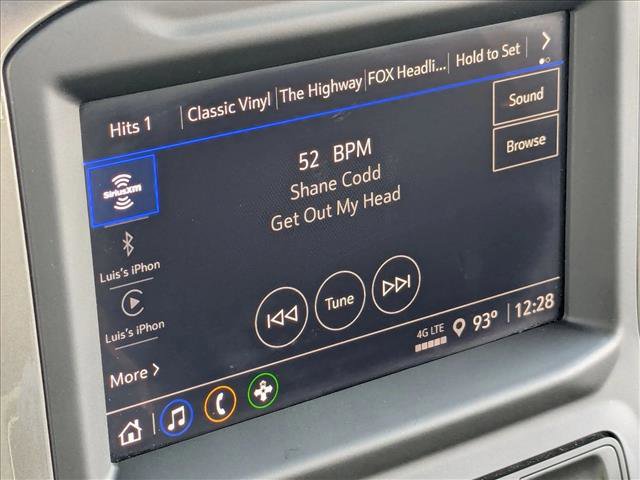 Hits 1 Classic Vinyl The Highway FOX Headli... Hold to Set
Sound
Browse
SiriusXM
52 BPM
Shane Codd
Get Out My Head
Luis's iPhon
Luis's iPhon
Tune
More
4G LTE 93° 12:28